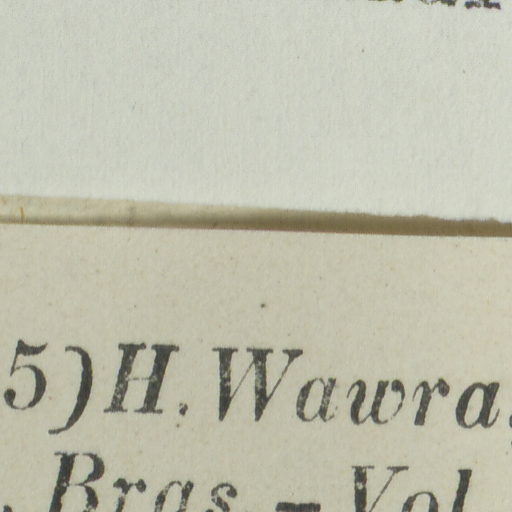 5) H. Wawra,
. Bras. – Vol